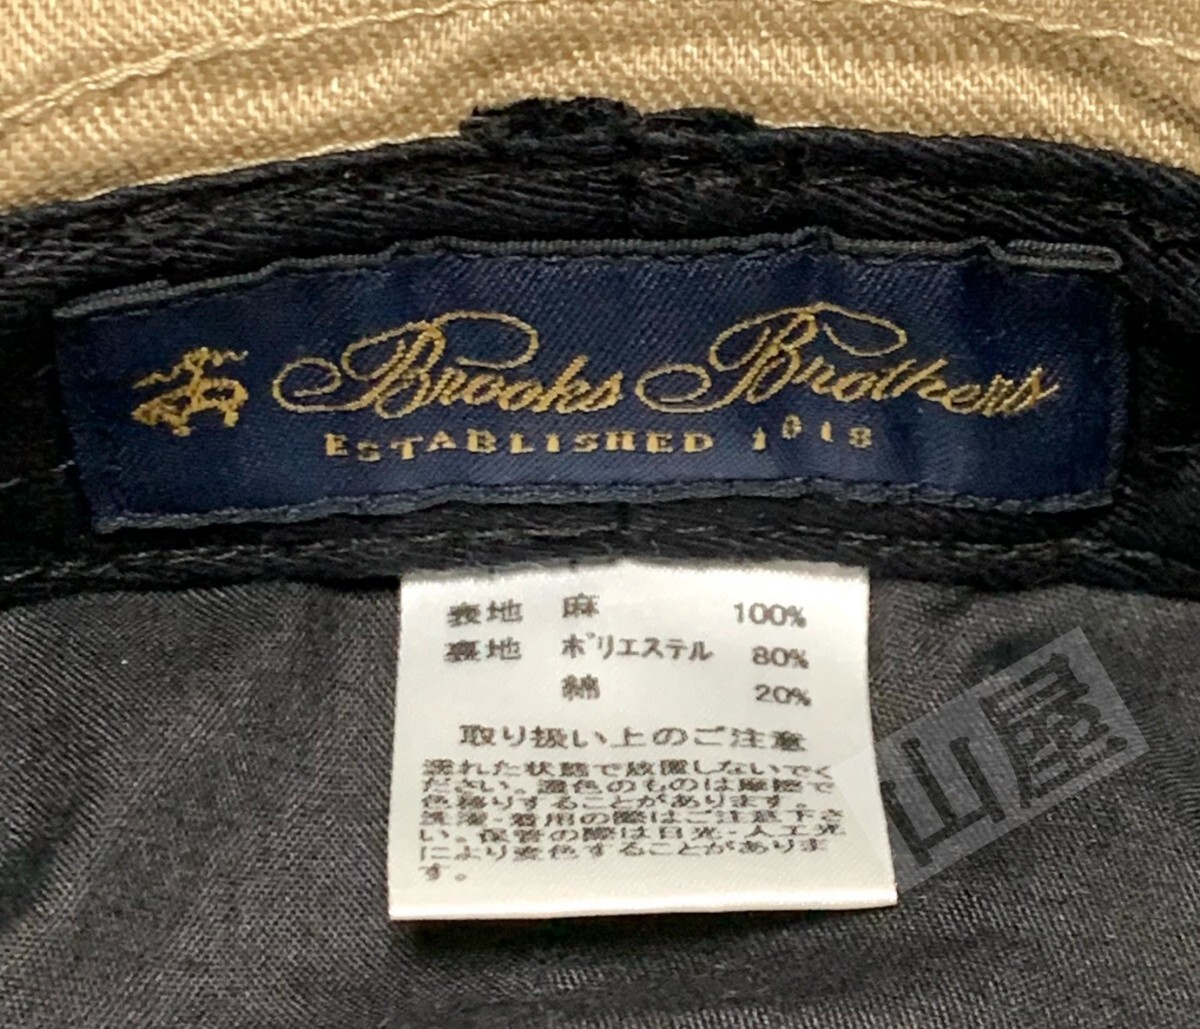 Brooks Brothers
ESTABLISHED 1818
表地 麻 100%
裏地 ポリエステル 80%
綿 20%
取り扱い上のご注意
濡れた状態で放置しないでく
ださい。濃色のものは摩擦で
色移りすることがあります。
洗濯・着用の際はご注意下さ
い。保管の際は日光・人工光
により変色することがありま
す。
山屋